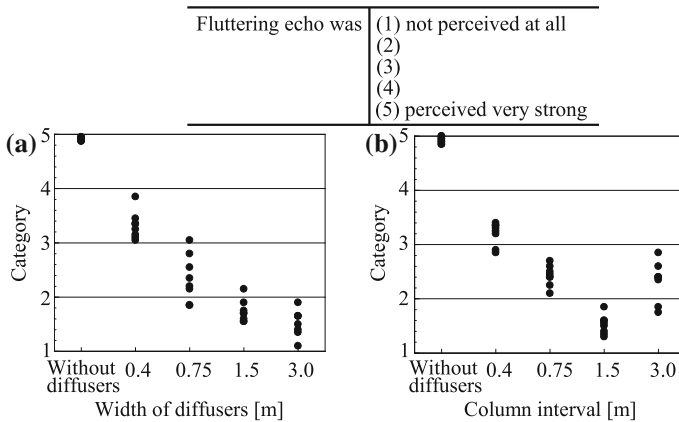 Fluttering echo was (1) not perceived at all
(2)
(3)
(4)
(5) perceived very strong
(a)
5
4
3
2
1
Category
Without diffusers 0.4 0.75 1.5 3.0
Width of diffusers [m]
(b)
5
4
3
2
1
Category
Without diffusers 0.4 0.75 1.5 3.0
Column interval [m]